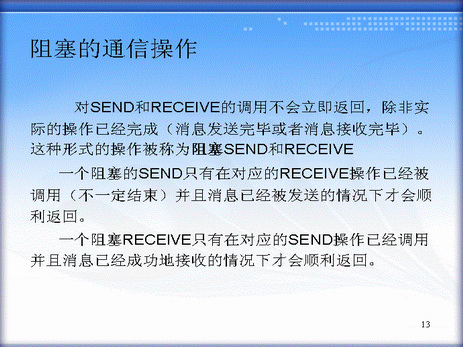 阻塞的通信操作
对SEND和RECEIVE的调用不会立即返回，除非实
际的操作已经完成（消息发送完毕或者消息接收完毕）。
这种形式的操作被称为阻塞SEND和RECEIVE
一个阻塞的SEND只有在对应的RECEIVE操作已经被
调用（不一定结束）并且消息已经被发送的情况下才会顺
利返回。
一个阻塞RECEIVE只有在对应的SEND操作已经调用
并且消息已经成功地接收的情况下才会顺利返回。
13